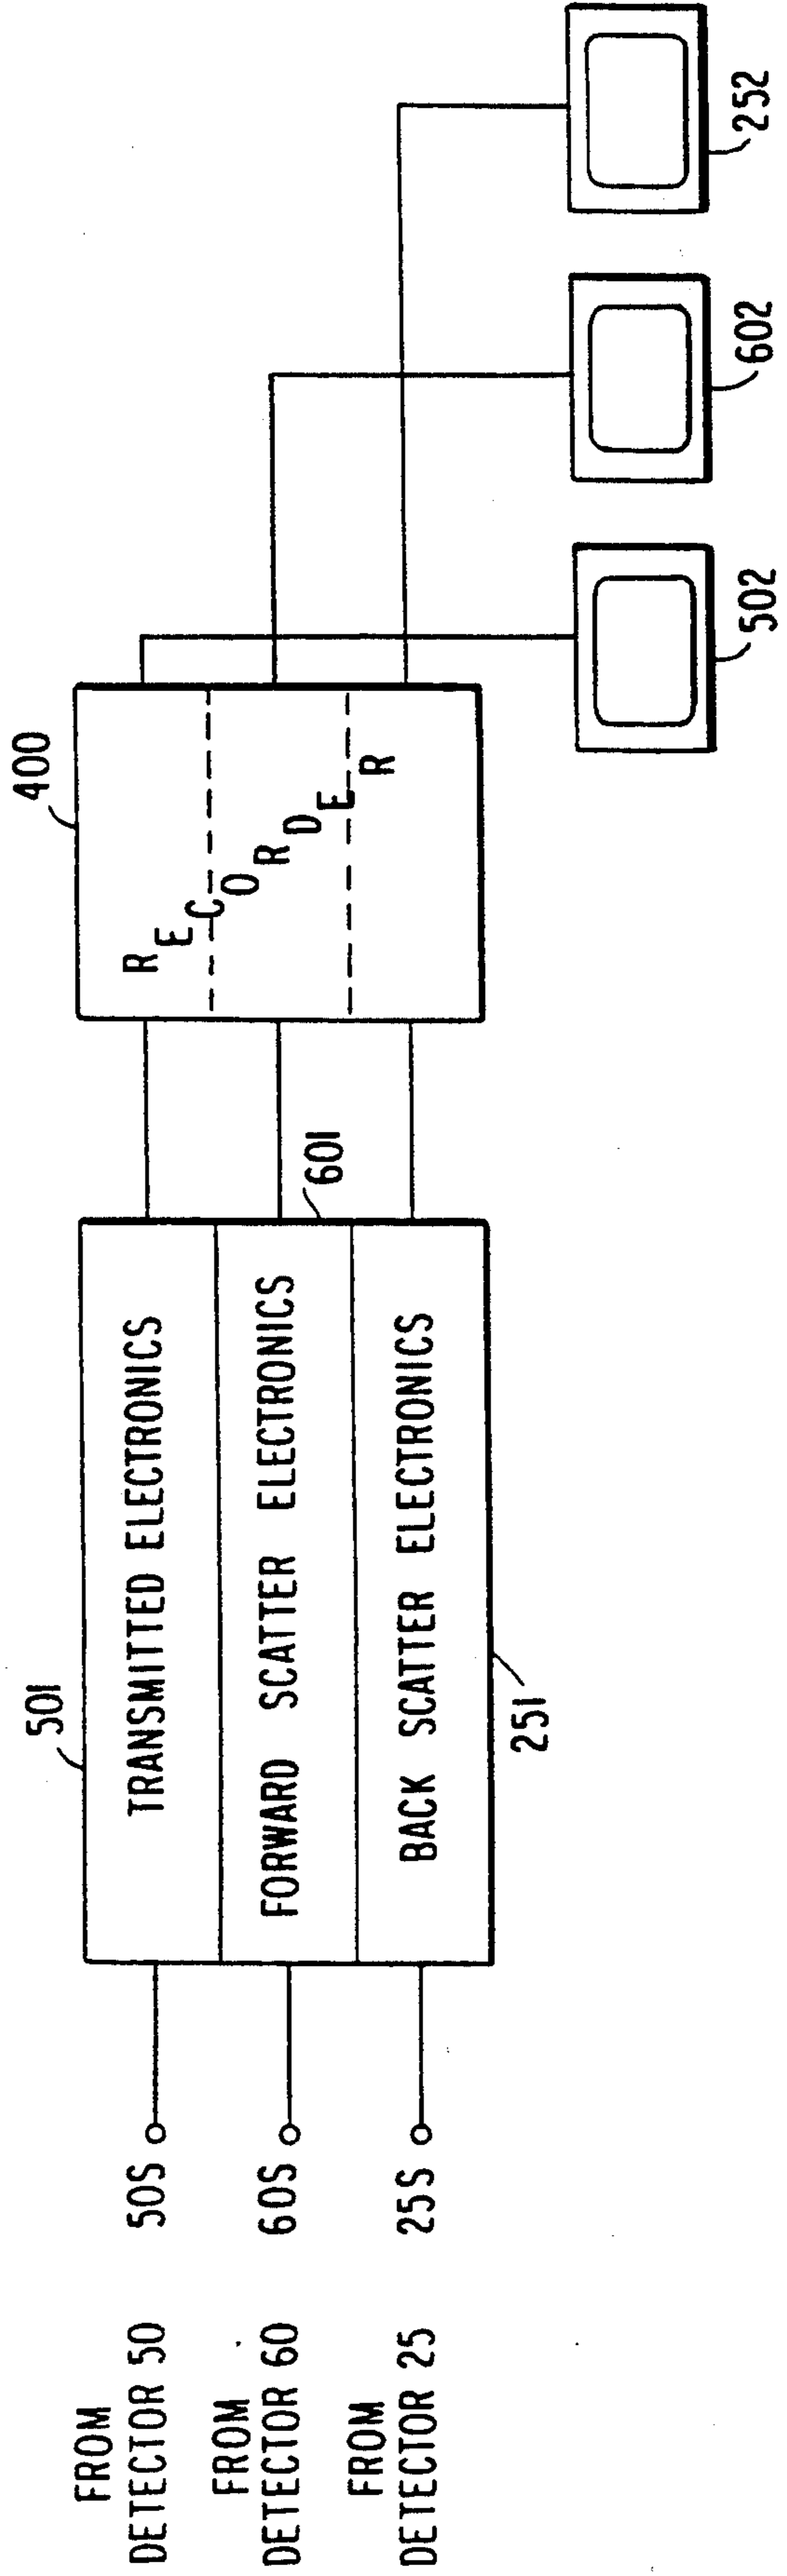 FROM
DETECTOR 50
50S
FROM
DETECTOR 60
60S
FROM
DETECTOR 25
25S
501
TRANSMITTED ELECTRONICS
FORWARD SCATTER ELECTRONICS
601
BACK SCATTER ELECTRONICS
251
400
RECORDER
502
602
252